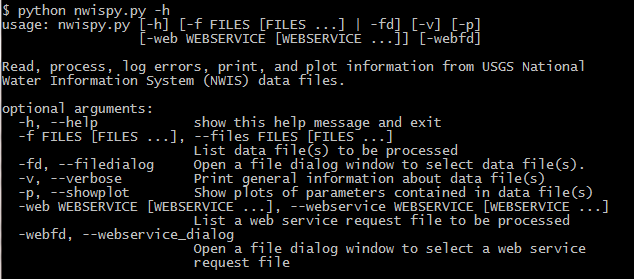 $ python nwispy.py -h
usage: nwispy.py [-h] [-f FILES [FILES ...] | -fd] [-v] [-p]
                 [-web WEBSERVICE [WEBSERVICE ...]] [-webfd]

Read, process, log errors, print, and plot information from USGS National
Water Information System (NWIS) data files.

optional arguments:
  -h, --help            show this help message and exit
  -f FILES [FILES ...], --files FILES [FILES ...]
                        List data file(s) to be processed
  -fd, --filedialog     Open a file dialog window to select data file(s).
  -v, --verbose         Print general information about data file(s)
  -p, --showplot        Show plots of parameters contained in data file(s)
  -web WEBSERVICE [WEBSERVICE ...], --webservice WEBSERVICE [WEBSERVICE ...]
                        List a web service request file to be processed
  -webfd, --webservice_dialog
                        Open a file dialog window to select a web service
                        request file